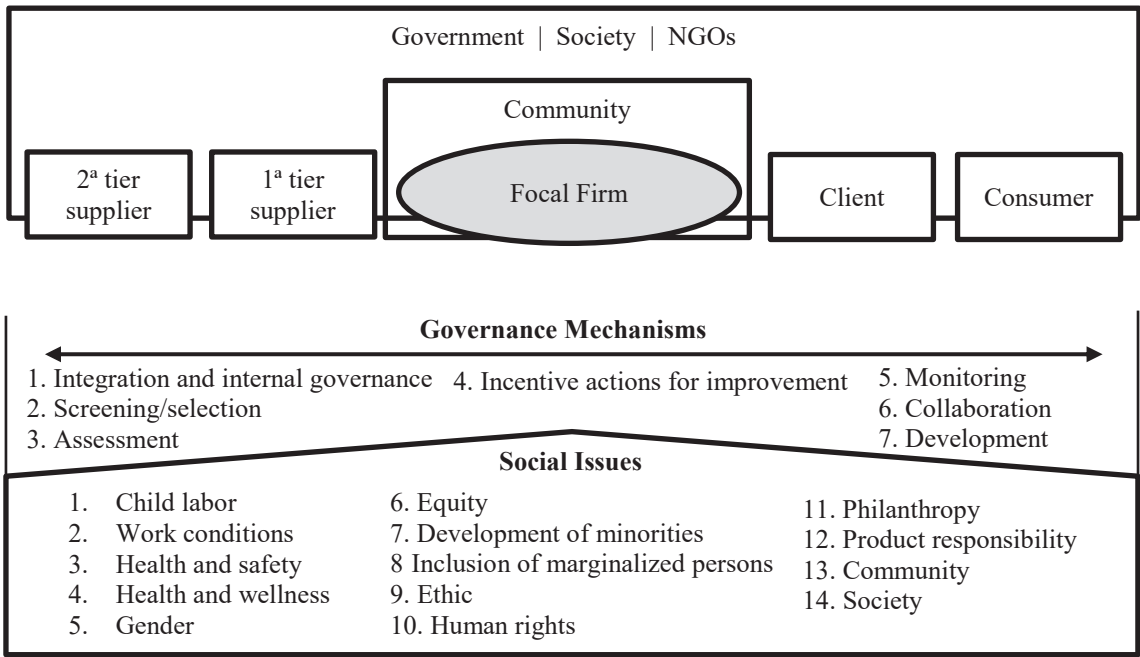 Government | Society | NGOs
Community
2ª tier
supplier
1ª tier
supplier
Focal Firm
Client
Consumer
Governance Mechanisms
1. Integration and internal governance
2. Screening/selection
3. Assessment
4. Incentive actions for improvement
5. Monitoring
6. Collaboration
7. Development
Social Issues
1. Child labor
2. Work conditions
3. Health and safety
4. Health and wellness
5. Gender
6. Equity
7. Development of minorities
8 Inclusion of marginalized persons
9. Ethic
10. Human rights
11. Philanthropy
12. Product responsibility
13. Community
14. Society